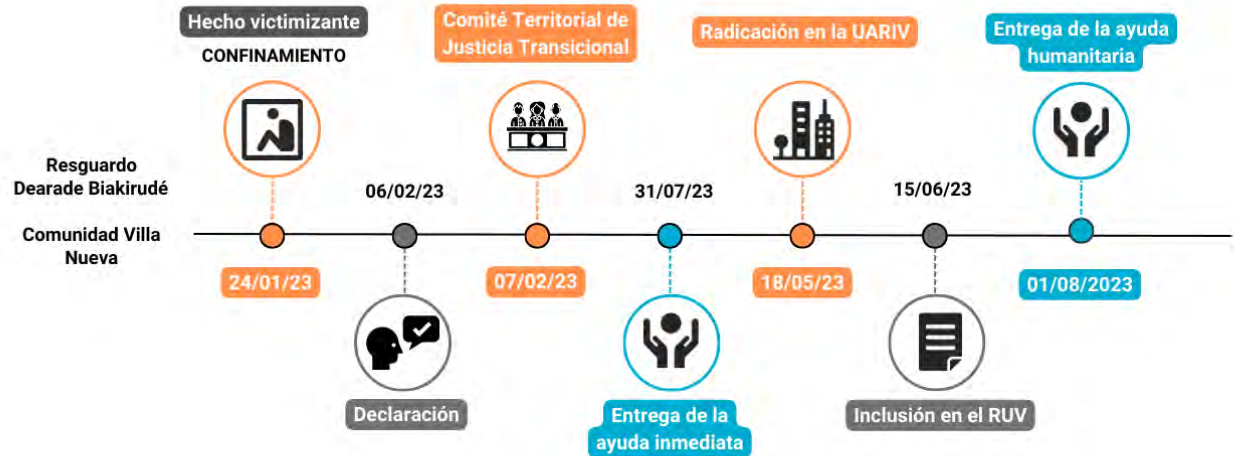 Hecho victimizante
CONFINAMIENTO
Comité Territorial de
Justicia Transicional
Radicación en la UARIV
Entrega de la ayuda
humanitaria
Resguardo
Dearade Biakirudé
Comunidad Villa
Nueva
06/02/23
31/07/23
15/06/23
24/01/23
07/02/23
18/05/23
01/08/2023
Declaración
Entrega de la
ayuda inmediata
Inclusión en el RUV